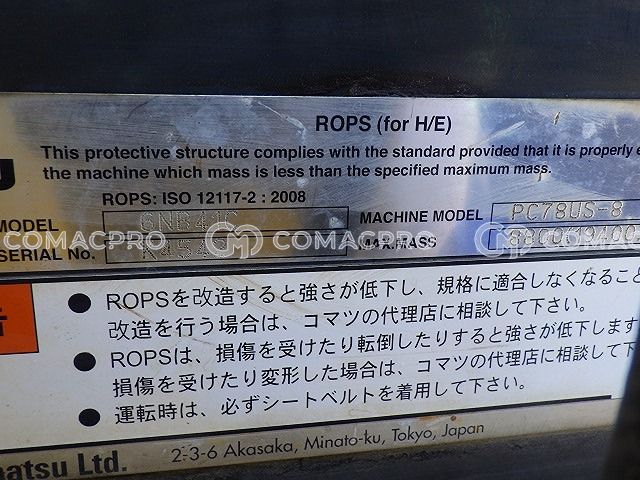 ROPS (for H/E)
This protective structure complies with the standard provided that it is properly
the machine which mass is less than the specified maximum mass.
ROPS: ISO 12117-2 : 2008
MODEL MACHINE MODEL PC78US-8
SERIAL No. MAX.MASS
COMACPRO COMACPRO COMACPRO
● ROPSを改造すると強さが低下し、規格に適合しなくなること
改造を行う場合は、コマツの代理店に相談して下さい。
● ROPSは、損傷を受けたり転倒したりすると強さが低下します
損傷を受けたり変形した場合は、コマツの代理店に相談して下
● 運転時は、必ずシートベルトを着用して下さい。
matsu Ltd. 2-3-6 Akasaka, Minato-ku, Tokyo, Japan